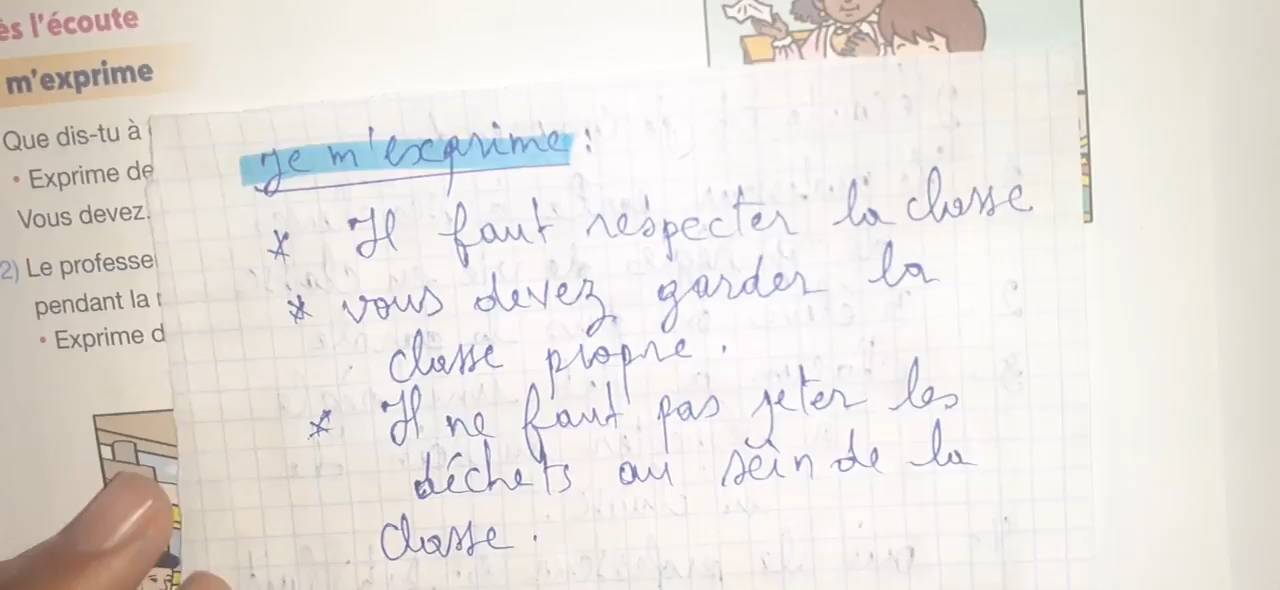 ès l'écoute
m'exprime
Que dis-tu à
• Exprime de
Vous devez.
2) Le professe
pendant la
• Exprime d
Je m'exprime :
* Il faut respecter la classe
* vous devez garder la
classe propre.
* Il ne faut pas jeter les
déchets au sein de la
classe.